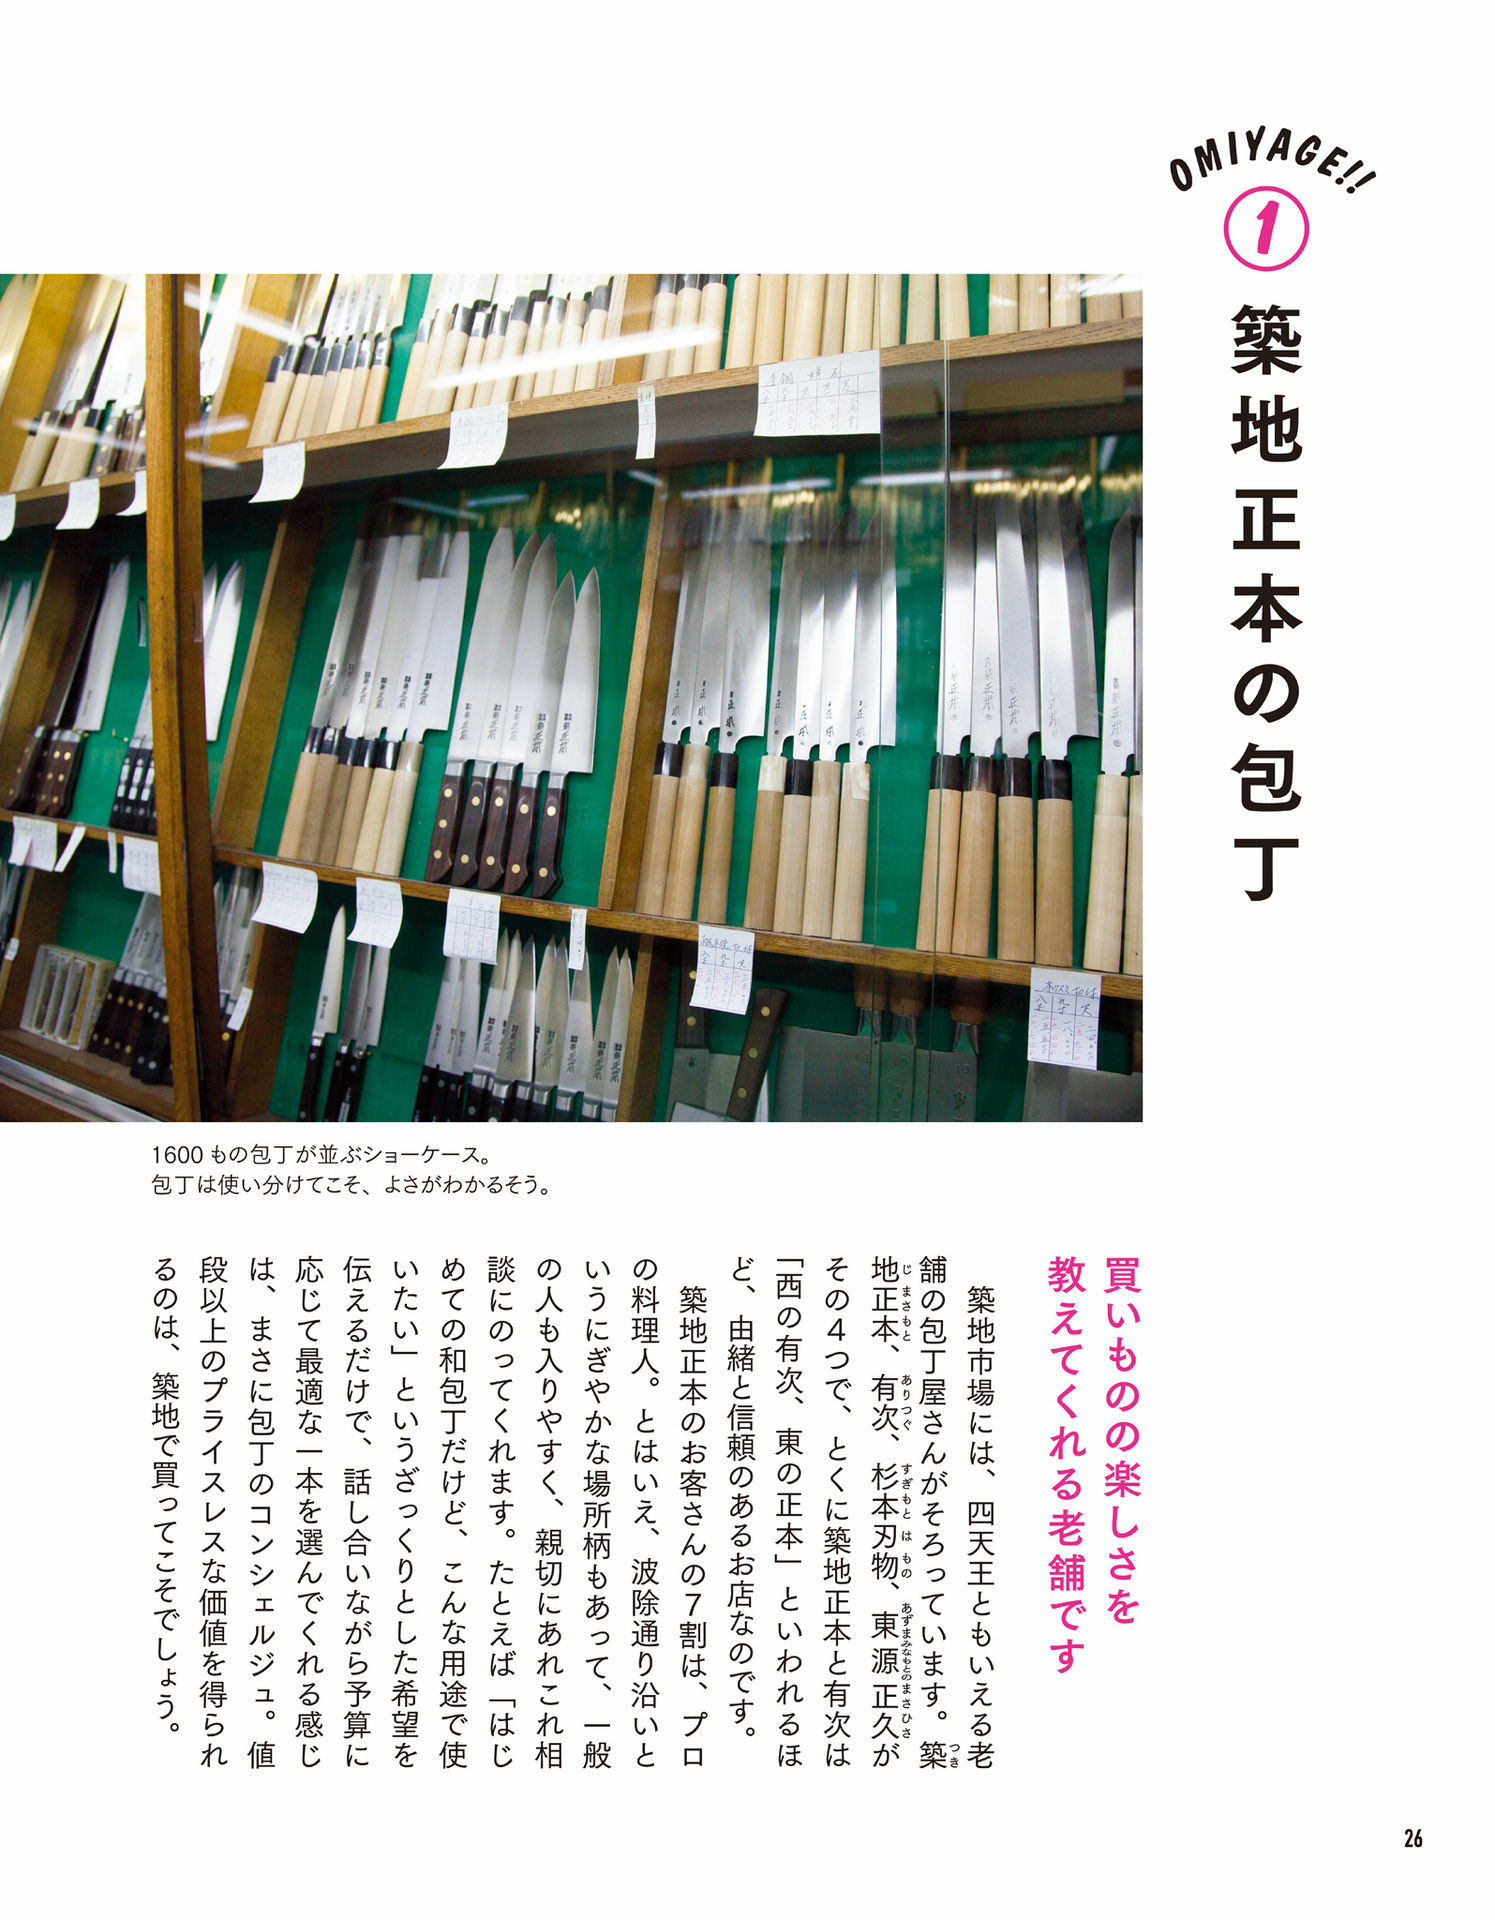 OMIYAGE!!
1
築地正本の包丁
1600もの包丁が並ぶショーケース。
包丁は使い分けてこそ、よさがわかるそう。
買いものの楽しさを
教えてくれる老舗です
築地市場には、四天王ともいえる老
舗の包丁屋さんがそろっています。築
地正本、有次、杉本刃物、東源正久が
その4つで、とくに築地正本と有次は
「西の有次、東の正本」といわれるほ
ど、由緒と信頼のあるお店なのです。
築地正本のお客さんの7割は、プロ
の料理人。とはいえ、波除通り沿いと
いうにぎやかな場所柄もあって、一般
の人も入りやすく、親切にあれこれ相
談にのってくれます。たとえば「はじ
めての和包丁だけど、こんな用途で使
いたい」というざっくりとした希望を
伝えるだけで、話し合いながら予算に
応じて最適な一本を選んでくれる感じ
は、まさに包丁のコンシェルジュ。値
段以上のプライスレスな価値を得られ
るのは、築地で買ってこそでしょう。
26